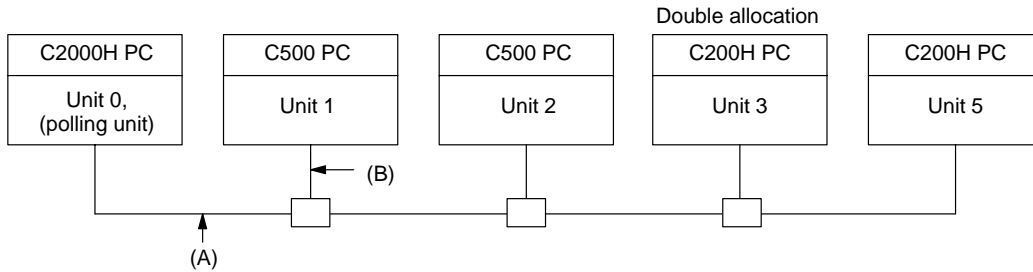 Double allocation
C2000H PC
C500 PC
C500 PC
C200H PC
C200H PC
Unit 0,
(polling unit)
Unit 1
Unit 2
Unit 3
Unit 5
(B)
(A)